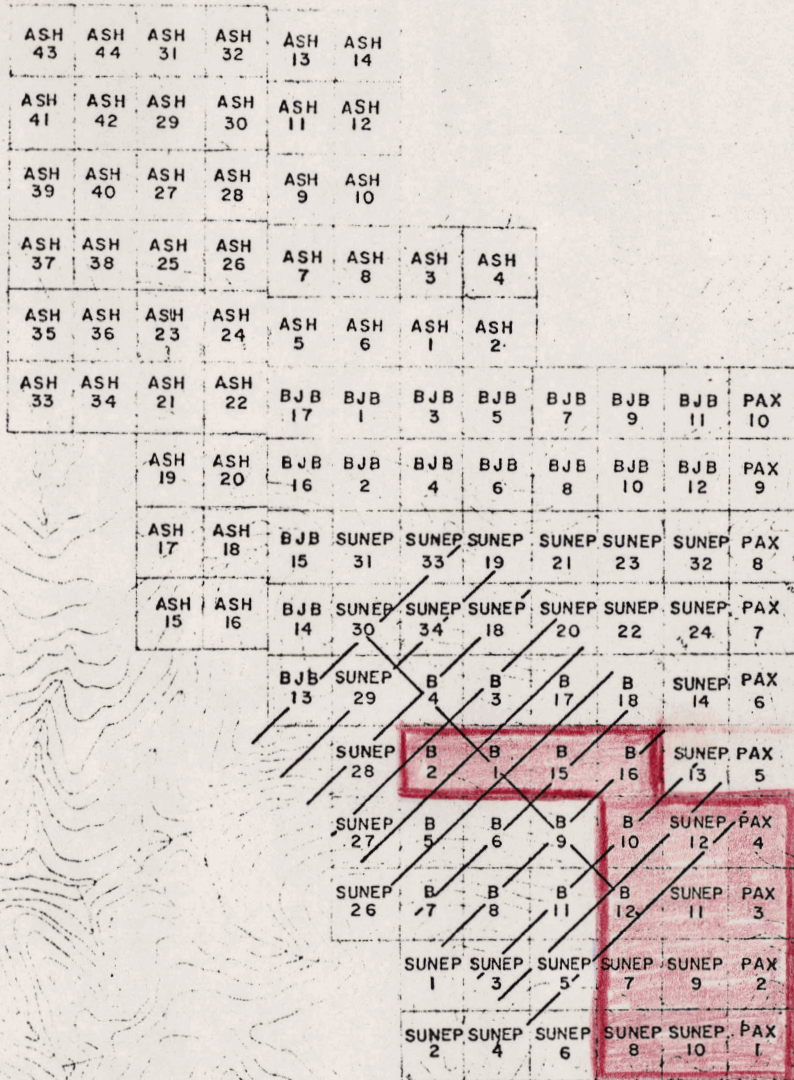 ASH ASH ASH ASH ASH ASH
43 44 31 32 13 14
ASH ASH ASH ASH ASH ASH
41 42 29 30 11 12
ASH ASH ASH ASH ASH ASH
39 40 27 28 9 10
ASH ASH ASH ASH ASH ASH ASH ASH
37 38 25 26 7 8 3 4
ASH ASH ASH ASH ASH ASH ASH ASH
35 36 23 24 5 6 1 2
ASH ASH ASH ASH BJB BJB BJB BJB BJB BJB BJB PAX
33 34 21 22 17 1 3 5 7 9 11 10
ASH ASH BJB BJB BJB BJB BJB BJB BJB PAX
19 20 16 2 4 6 8 10 12 9
ASH ASH BJB SUNEP SUNEP SUNEP SUNEP SUNEP SUNEP PAX
17 18 15 31 33 19 21 23 32 8
ASH ASH BJB SUNEP SUNEP SUNEP SUNEP SUNEP SUNEP PAX
15 16 14 30 34 18 20 22 24 7
BJB SUNEP B B B B SUNEP PAX
13 29 4 3 17 18 14 6
SUNEP B B B B SUNEP PAX
28 2 1 15 16 13 5
SUNEP B B B B SUNEP PAX
27 5 6 9 10 12 4
SUNEP B B B B SUNEP PAX
26 7 8 11 12 11 3
SUNEP SUNEP SUNEP SUNEP SUNEP PAX
1 3 5 7 9 2
SUNEP SUNEP SUNEP SUNEP SUNEP PAX
2 4 6 8 10 1